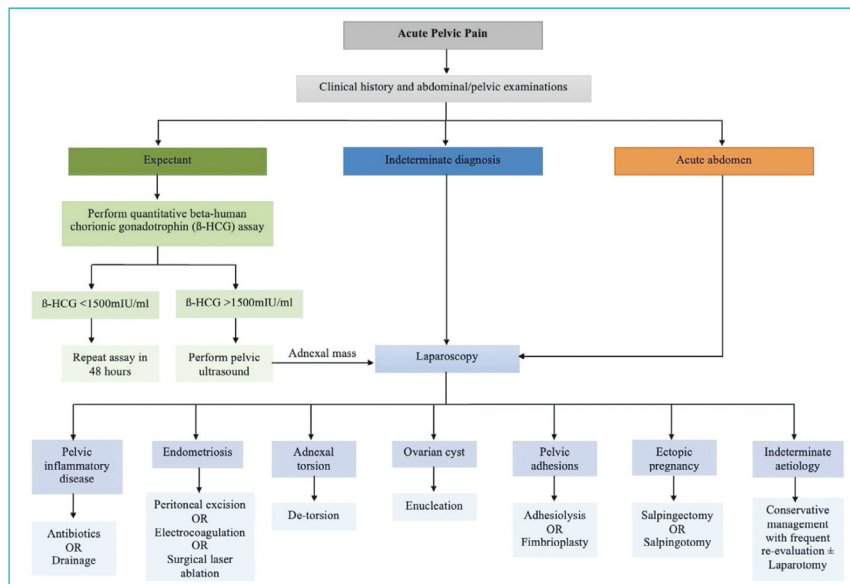 Acute Pelvic Pain
Clinical history and abdominal/pelvic examinations
Expectant
Indeterminate diagnosis
Acute abdomen
Perform quantitative beta-human
chorionic gonadotrophin (ß-HCG) assay
ß-HCG <1500mIU/ml
ß-HCG >1500mIU/ml
Repeat assay in
48 hours
Perform pelvic
ultrasound
Adnexal mass
Laparoscopy
Pelvic
inflammatory
disease
Endometriosis
Adnexal
torsion
Ovarian cyst
Pelvic
adhesions
Ectopic
pregnancy
Indeterminate
aetiology
Antibiotics
OR
Drainage
Peritoneal excision
OR
Electrocoagulation
OR
Surgical laser
ablation
De-torsion
Enucleation
Adhesiolysis
OR
Fimbrioplasty
Salpingectomy
OR
Salpingotomy
Conservative
management
with frequent
re-evaluation ±
Laparotomy